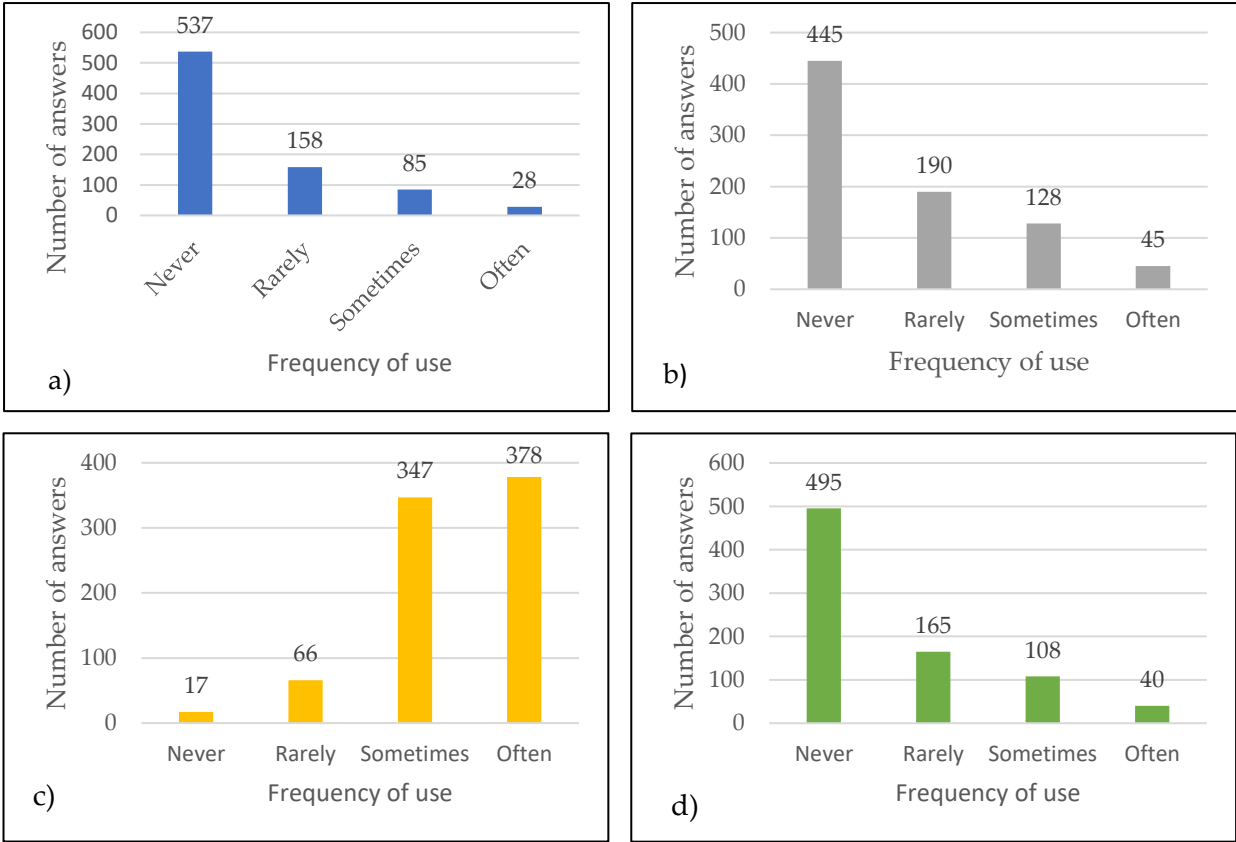 Number of answers
600
500
400
300
200
100
0
537
158
85
28
Never
Rarely
Sometimes
Often
Frequency of use
a)
Number of answers
500
400
300
200
100
0
445
190
128
45
Never Rarely Sometimes Often
Frequency of use
b)
Number of answers
400
300
200
100
0
17
66
347
378
Never Rarely Sometimes Often
Frequency of use
c)
Number of answers
600
500
400
300
200
100
0
495
165
108
40
Never Rarely Sometimes Often
Frequency of use
d)